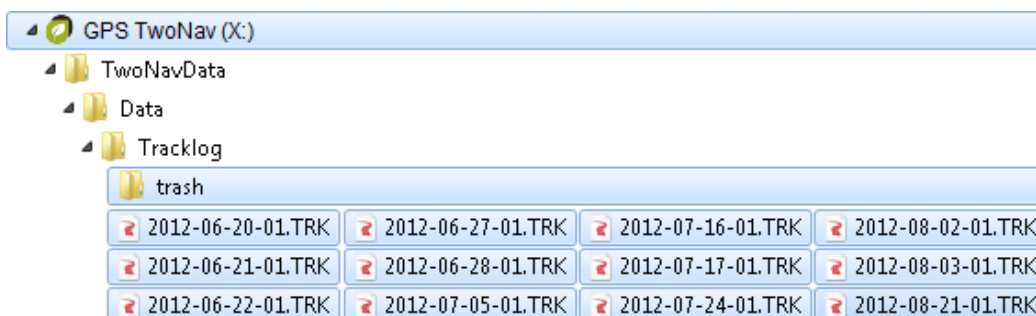 GPS TwoNav (X:)
TwoNavData
Data
Tracklog
trash
2012-06-20-01.TRK 2012-06-27-01.TRK 2012-07-16-01.TRK 2012-08-02-01.TRK
2012-06-21-01.TRK 2012-06-28-01.TRK 2012-07-17-01.TRK 2012-08-03-01.TRK
2012-06-22-01.TRK 2012-07-05-01.TRK 2012-07-24-01.TRK 2012-08-21-01.TRK